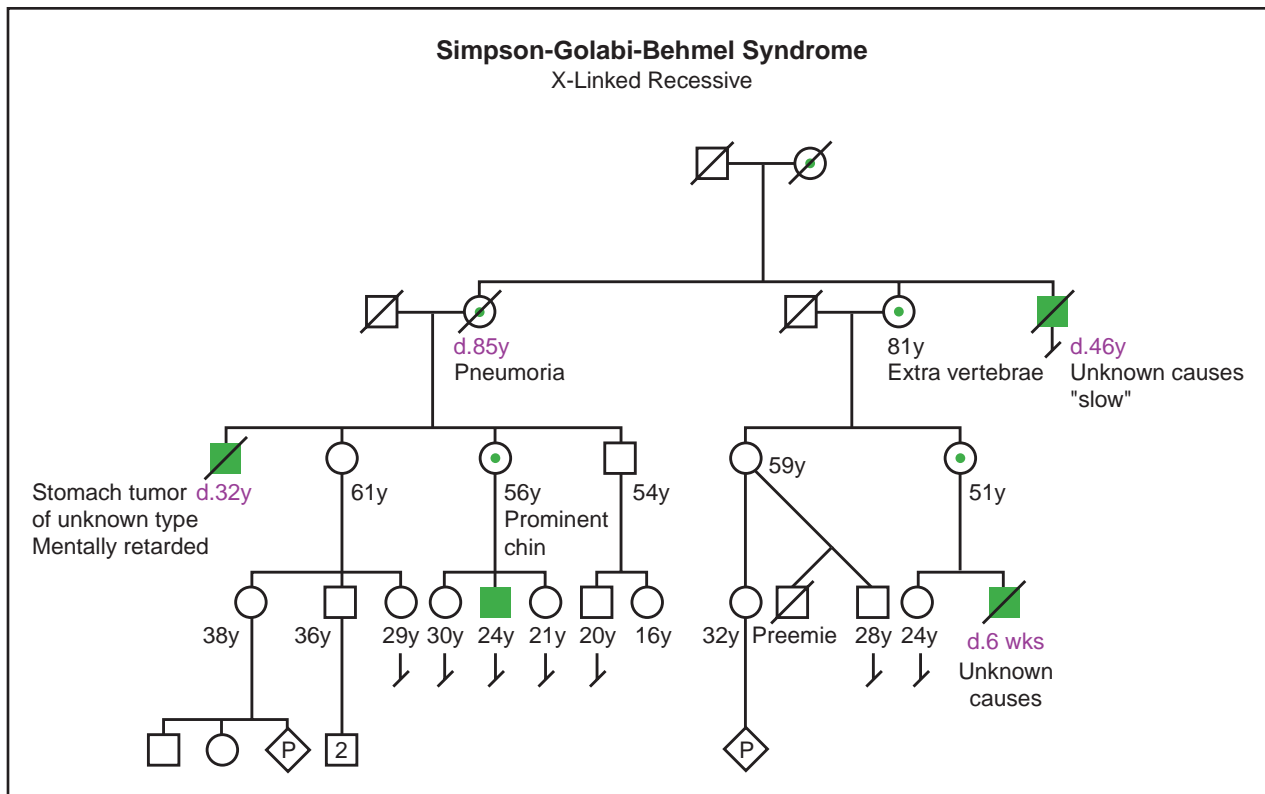 Simpson-Golabi-Behmel Syndrome
X-Linked Recessive
d.85y
Pneumoria
81y
Extra vertebrae
d.46y
Unknown causes
"slow"
Stomach tumor d.32y
of unknown type
Mentally retarded
61y
56y
Prominent
chin
54y
59y
51y
38y
36y
29y
30y
24y
21y
20y
16y
32y
Preemie
28y
24y
d.6 wks
Unknown
causes
P
2
P